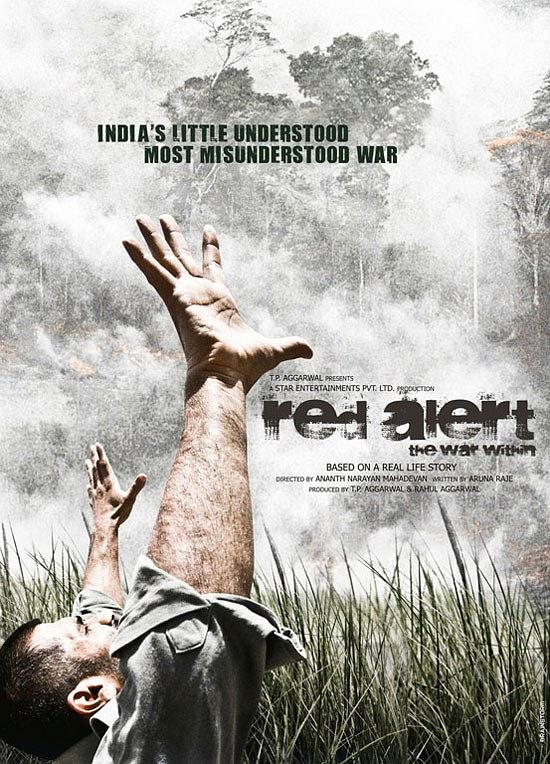 INDIA'S LITTLE UNDERSTOOD
MOST MISUNDERSTOOD WAR
T.P. AGGARWAL PRESENTS
A STAR ENTERTAINMENTS PVT. LTD. PRODUCTION
red alert
the war within
BASED ON A REAL LIFE STORY
DIRECTED BY ANANTH NARAYAN MAHADEVAN WRITTEN BY ARUNA RAJE
PRODUCED BY T.P. AGGARWAL & RAHUL AGGARWAL
BRAINSTORM